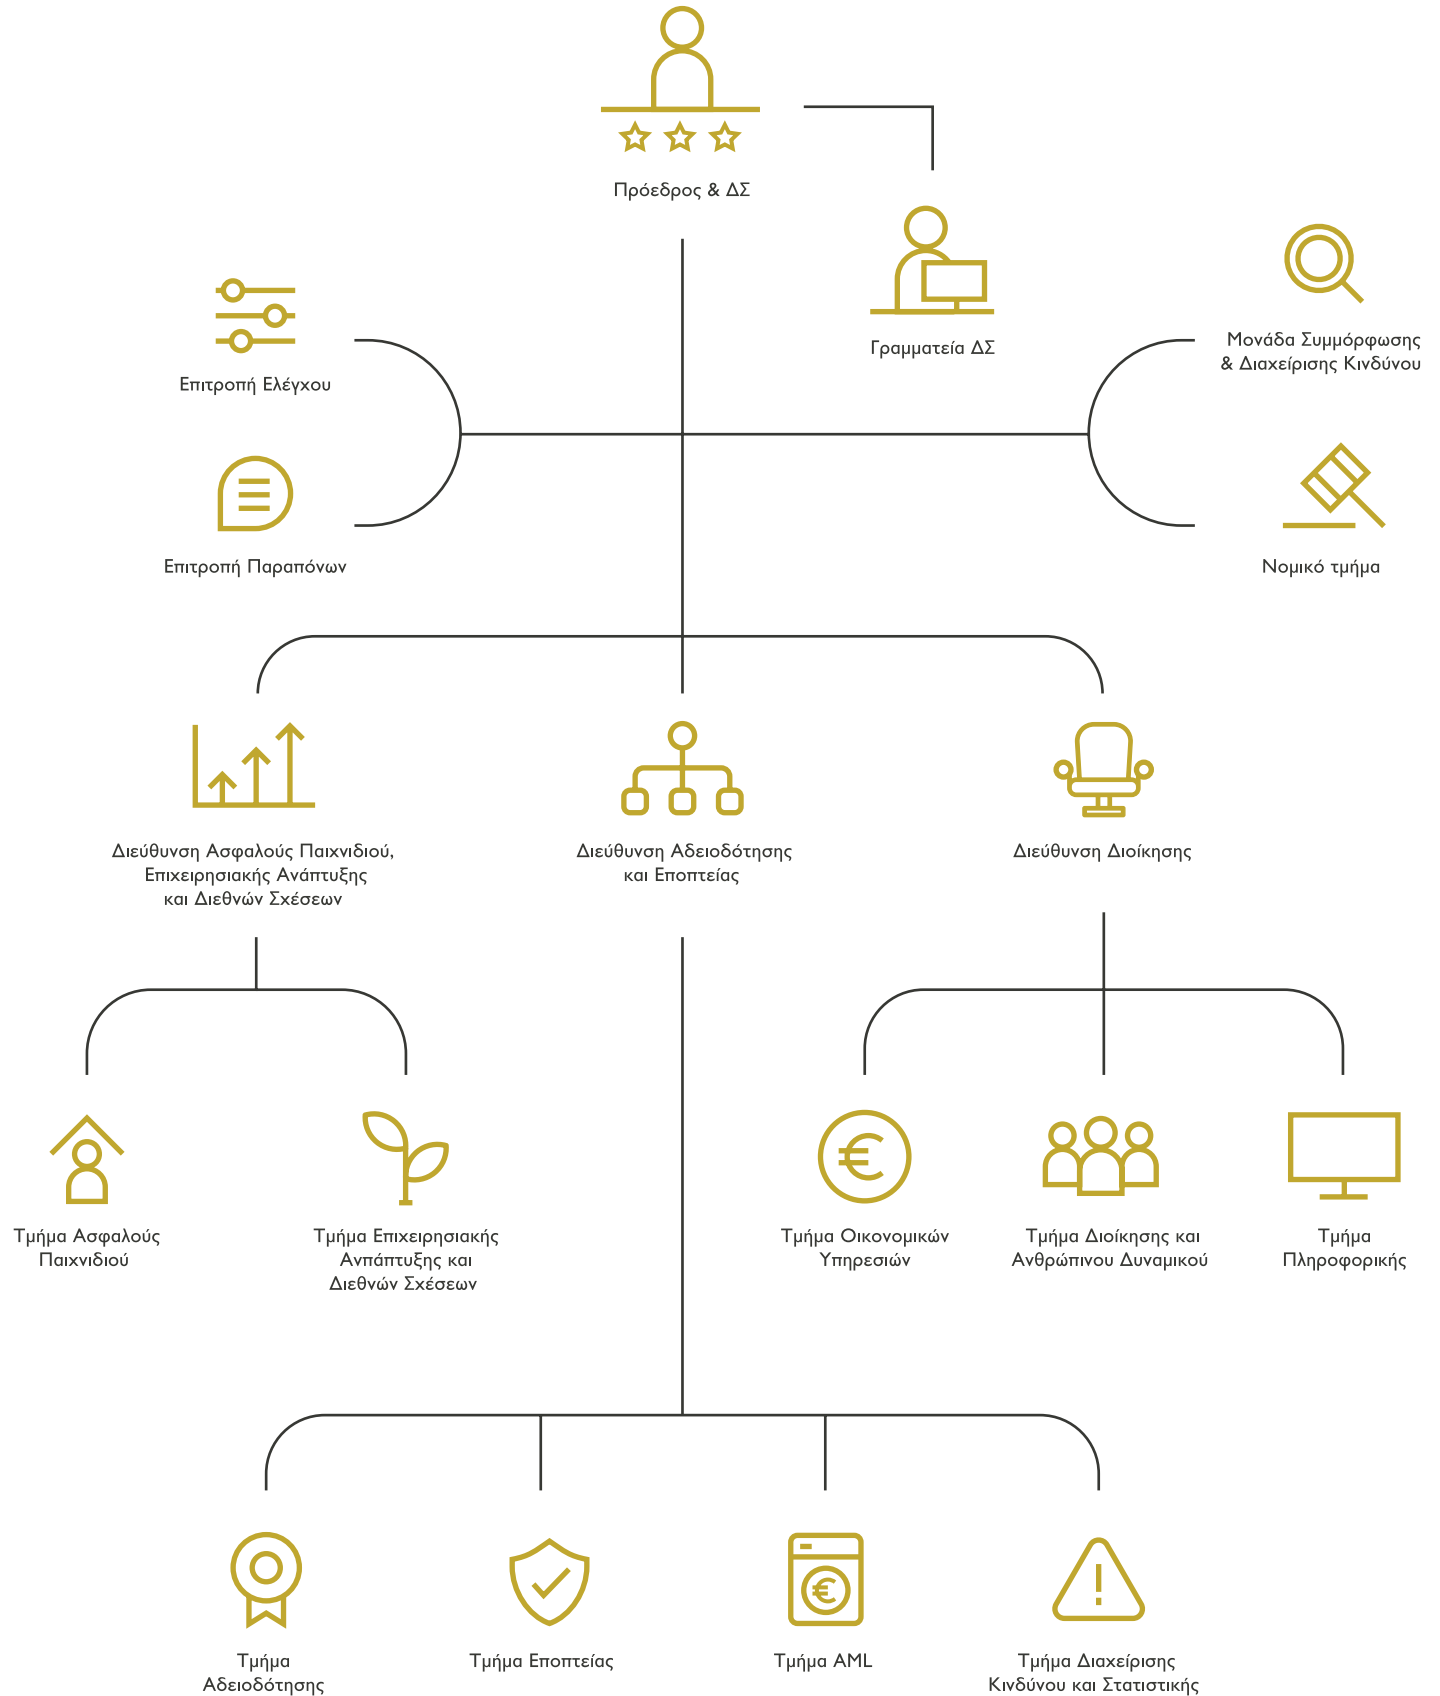 Πρόεδρος & ΔΣ
Γραμματεία ΔΣ
Μονάδα Συμμόρφωσης
& Διαχείρισης Κινδύνου
Επιτροπή Ελέγχου
Επιτροπή Παραπόνων
Νομικό τμήμα
Διεύθυνση Ασφαλούς Παιχνιδιού,
Επιχειρησιακής Ανάπτυξης
και Διεθνών Σχέσεων
Διεύθυνση Αδειοδότησης
και Εποπτείας
Διεύθυνση Διοίκησης
Τμήμα Ασφαλούς
Παιχνιδιού
Τμήμα Επιχειρησιακής
Ανπάπτυξης και
Διεθνών Σχέσεων
Τμήμα Οικονομικών
Υπηρεσιών
Τμήμα Διοίκησης και
Ανθρώπινου Δυναμικού
Τμήμα
Πληροφορικής
Τμήμα
Αδειοδότησης
Τμήμα Εποπτείας
Τμήμα AML
Τμήμα Διαχείρισης
Κινδύνου και Στατιστικής